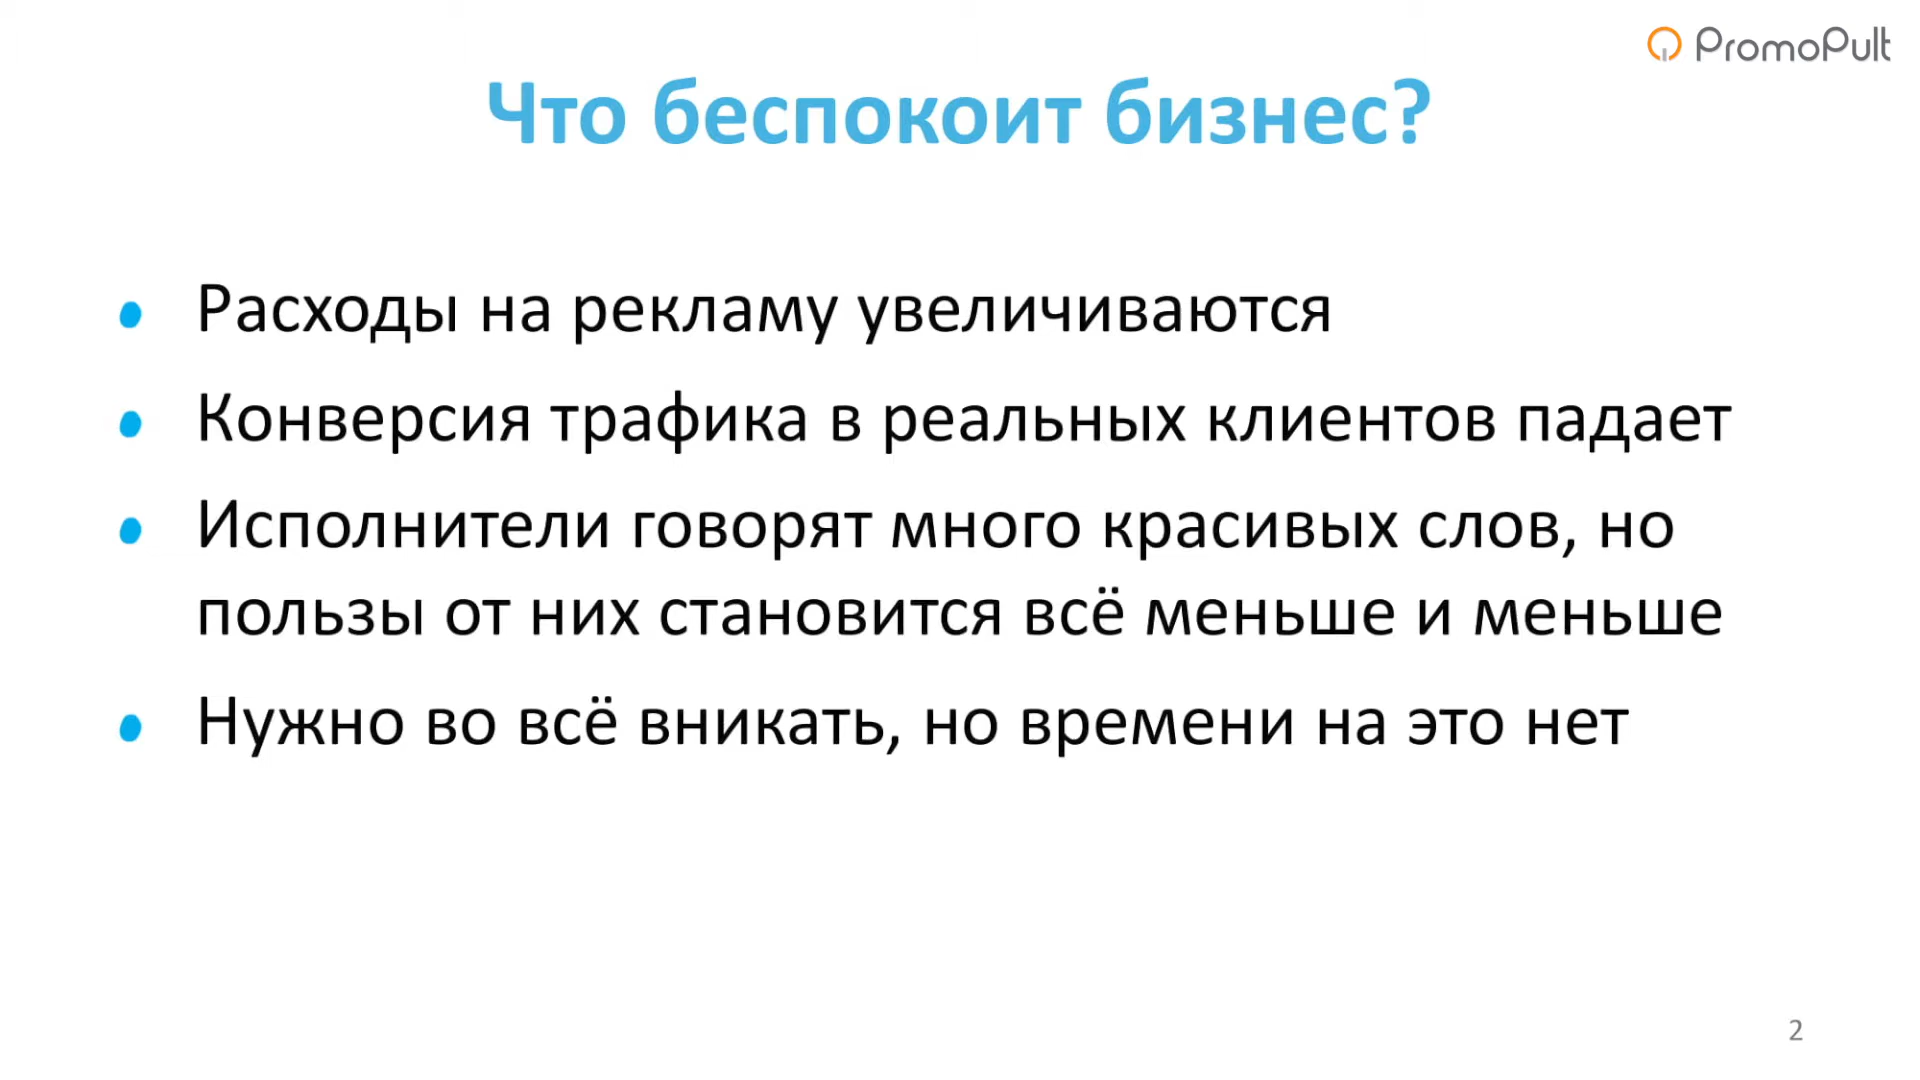 PromoPult
Что беспокоит бизнес?
• Расходы на рекламу увеличиваются
• Конверсия трафика в реальных клиентов падает
• Исполнители говорят много красивых слов, но
пользы от них становится всё меньше и меньше
• Нужно во всё вникать, но времени на это нет
2